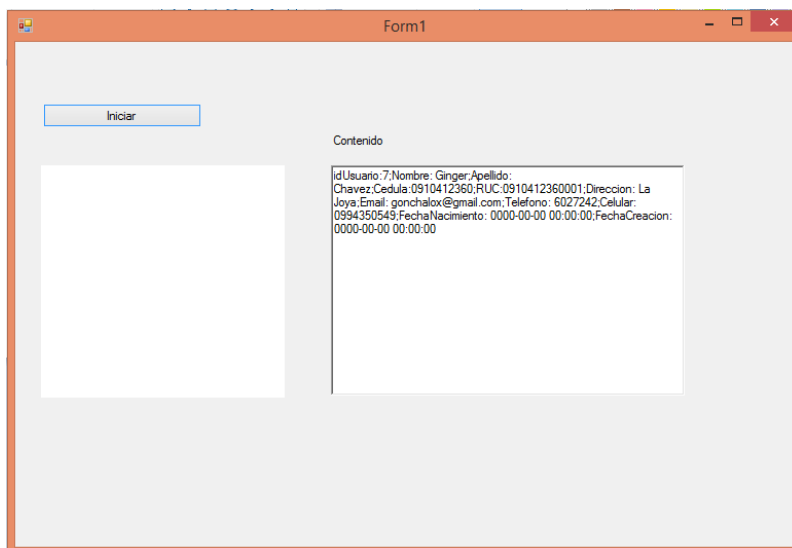 Form1
Iniciar
Contenido
idUsuario:7;Nombre: Ginger;Apellido:
Chavez;Cedula:0910412360;RUC:0910412360001;Direccion: La
Joya;Email: gonchalox@gmail.com;Telefono: 6027242;Celular:
0994350549;FechaNacimiento: 0000-00-00 00:00:00;FechaCreacion:
0000-00-00 00:00:00